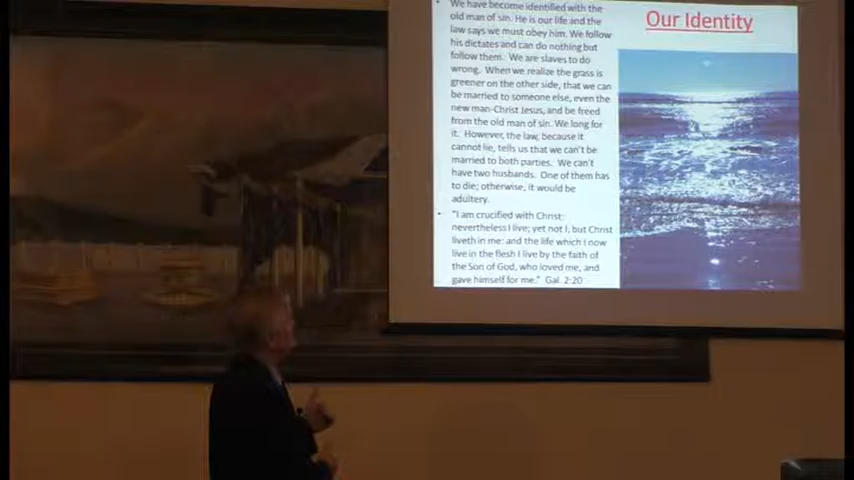 Our Identity
• We have become identified with the
old man of sin. He is our life and the
law says we must obey him. We follow
his dictates and can do nothing but
follow them. We are slaves to do
wrong. When we realize the grass is
greener on the other side, that we can
be married to someone else, even the
new man-Christ Jesus, and be freed
from the old man of sin. We long for
it. However, the law, because it
cannot lie, tells us that we can't be
married to both parties. We can't
have two husbands. One of them has
to die; otherwise, it would be
adultery.
• "I am crucified with Christ:
nevertheless I live; yet not I, but Christ
liveth in me: and the life which I now
live in the flesh I live by the faith of
the Son of God, who loved me, and
gave himself for me." Gal. 2:20